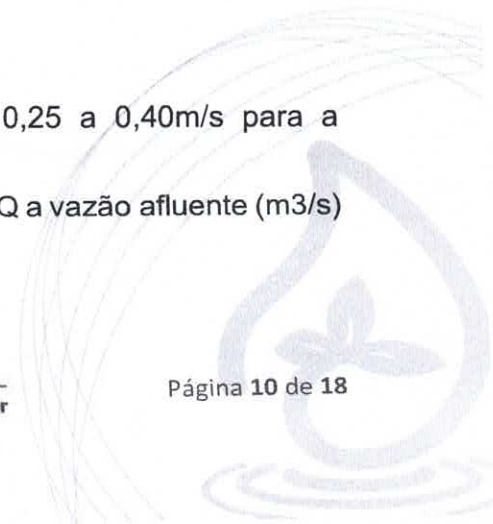 0,25 a 0,40m/s para a
Q a vazão afluente (m3/s)
r
Página 10 de 18